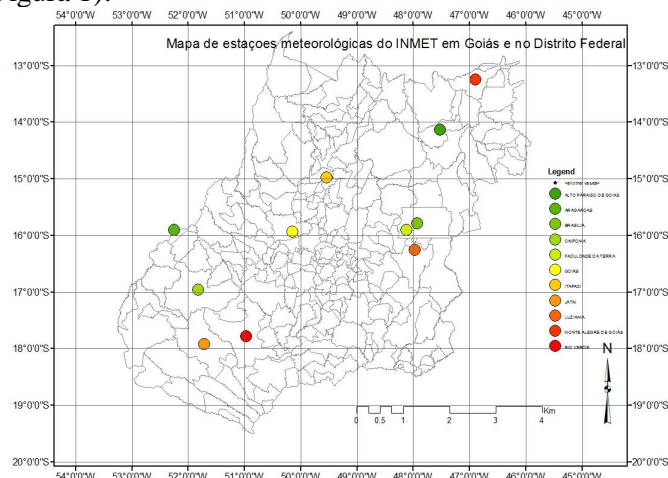 Figura 1).
54°0'0"W 53°0'0"W 52°0'0"W 51°0'0"W 50°0'0"W 49°0'0"W 48°0'0"W 47°0'0"W 46°0'0"W 45°0'0"W
Mapa de estaçoes meteorológicas do INMET em Goiás e no Distrito Federal
13°0'0"S 13°0'0"S
14°0'0"S 14°0'0"S
15°0'0"S 15°0'0"S
Legend
<all other values>
ALTO PARAISO DE GOIAS
ARAGARÇAS
BRASILIA
CAIPONIA
FACULDADE DA TERRA
GOIÁS
ITAPACI
JATAI
LUZIANIA
MONTE ALEGRE DE GOIÁS
RIO VERDE
16°0'0"S 16°0'0"S
17°0'0"S 17°0'0"S
18°0'0"S 18°0'0"S
N
19°0'0"S 19°0'0"S
Km
0 0.5 1 2 3 4
20°0'0"S 20°0'0"S
54°0'0"W 53°0'0"W 52°0'0"W 51°0'0"W 50°0'0"W 49°0'0"W 48°0'0"W 47°0'0"W 46°0'0"W 45°0'0"W